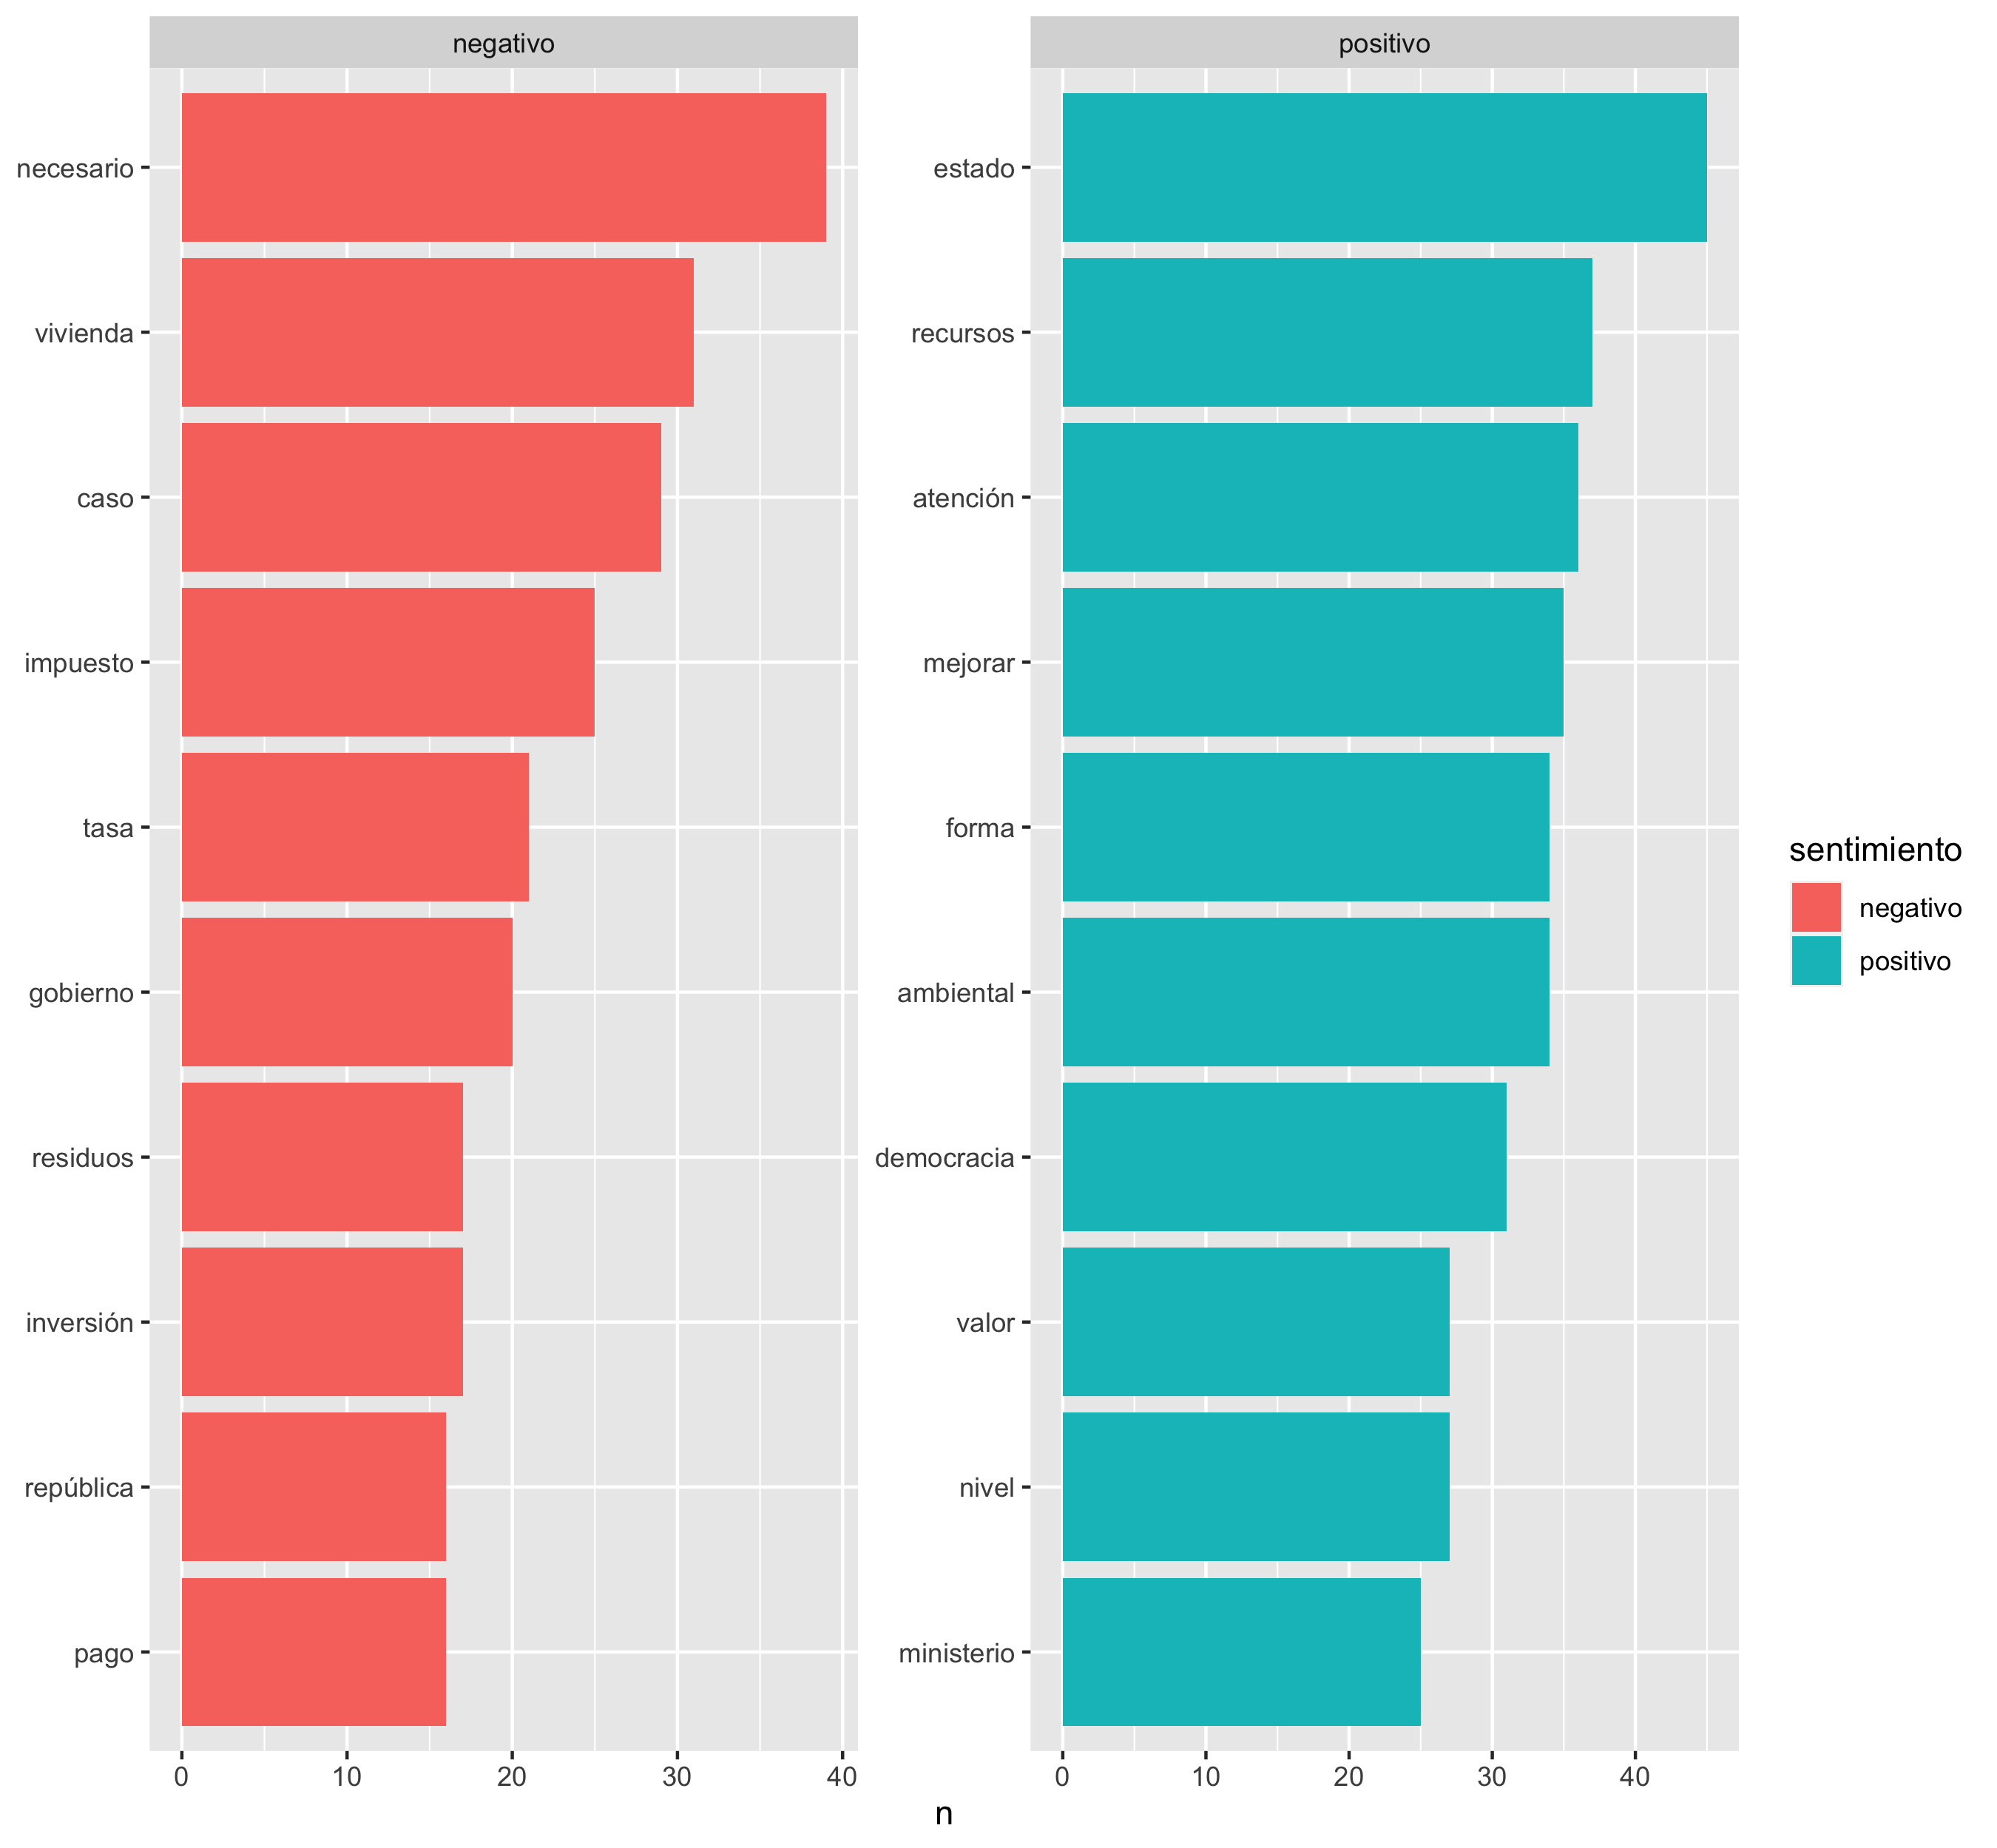 negativo
necesario
vivienda
caso
impuesto
tasa
gobierno
residuos
inversión
república
pago
0 10 20 30 40
positivo
estado
recursos
atención
mejorar
forma
ambiental
democracia
valor
nivel
ministerio
0 10 20 30 40
n
sentimiento
negativo
positivo